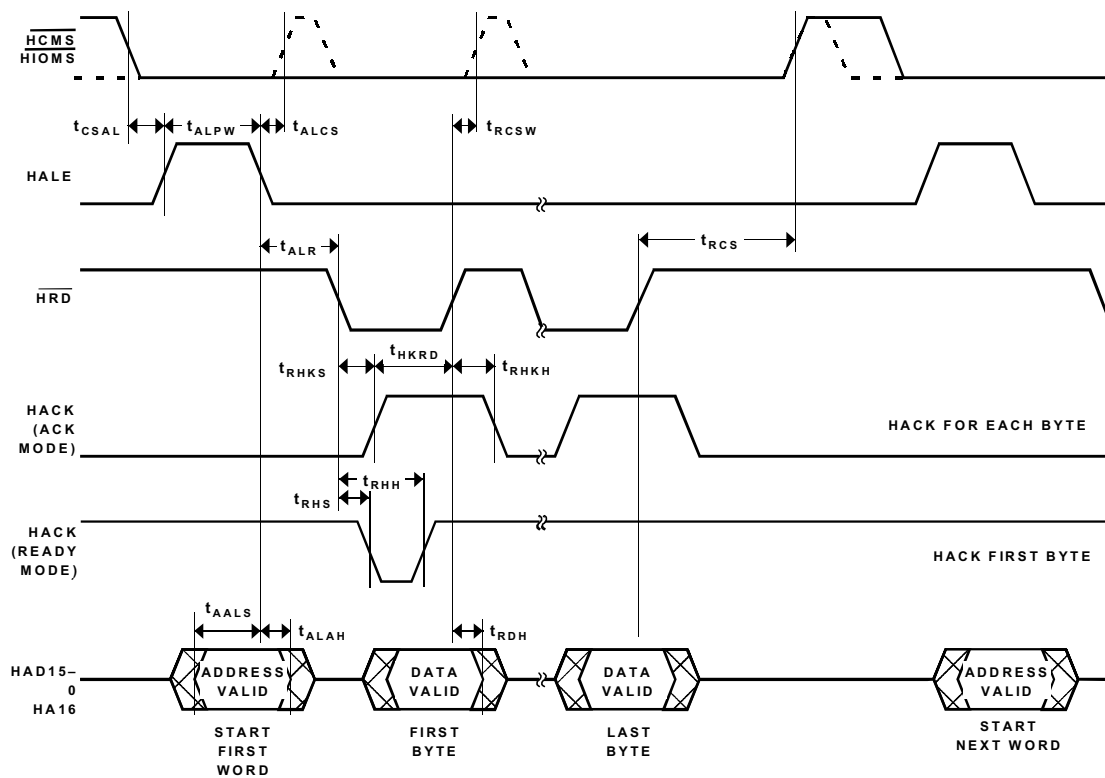 HCMS
HIOMS
tCSAL
tALPW
tALCS
tRCSW
HALE
tALR
tRCS
HRD
tHKRD
tRHKS
tRHKH
HACK
(ACK
MODE)
HACK FOR EACH BYTE
tRHH
tRHS
HACK
(READY
MODE)
HACK FIRST BYTE
tAALS
tALAH
tRDH
HAD15–
0
HA16
ADDRESS
VALID
DATA
VALID
DATA
VALID
ADDRESS
VALID
START
FIRST
WORD
FIRST
BYTE
LAST
BYTE
START
NEXT WORD